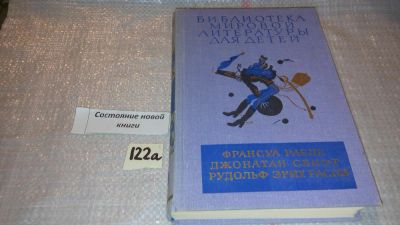 БИБЛИОТЕКА
МИРОВОЙ
ЛИТЕРАТУРЫ
ДЛЯ ДЕТЕЙ
Состояние новой
книги
122а
ФРАНСУА РАБЛЕ
ДЖОНАТАН СВИФТ
РУДОЛЬФ ЭРИХ РАСПЕ